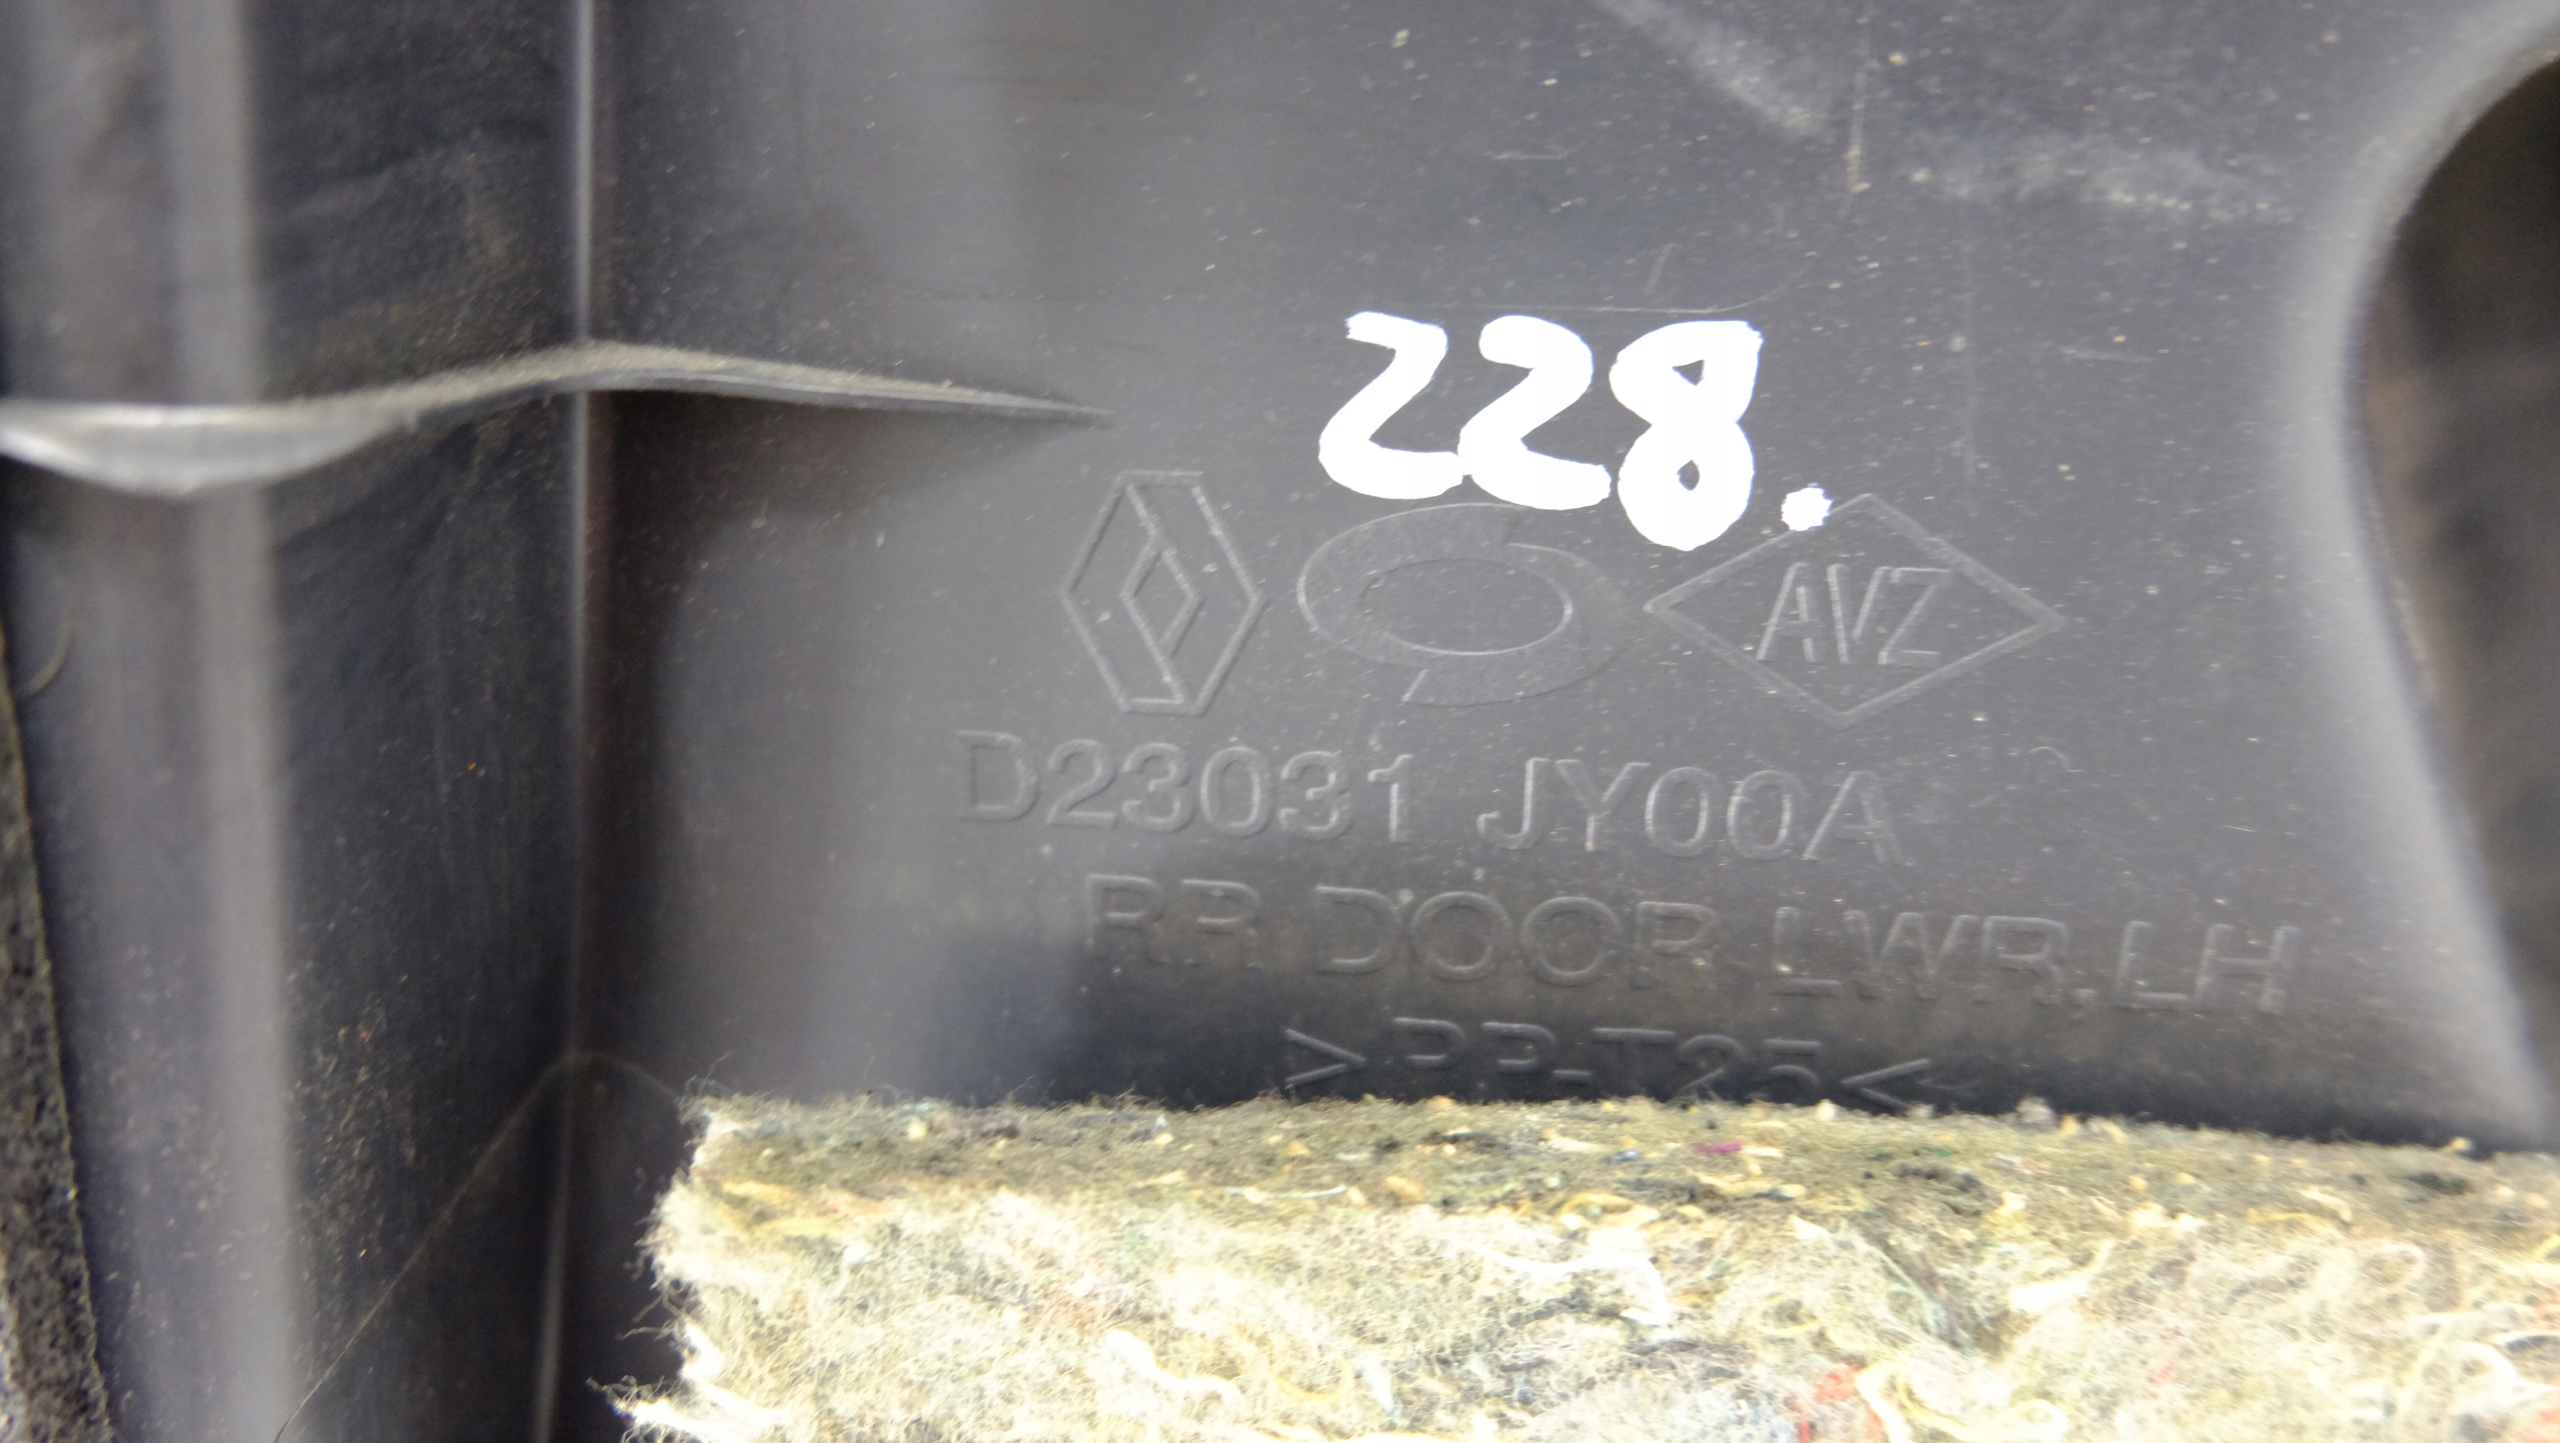 228.
AVZ
D23031 JY00A
RR DOOR LWR,LH
>PP-T25<